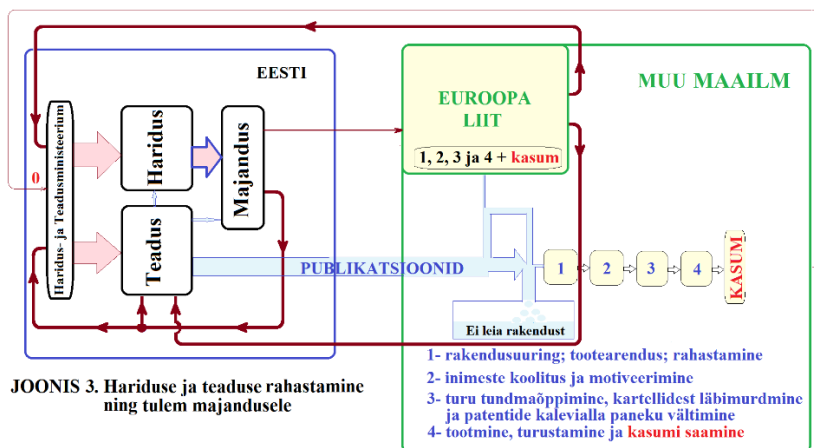 EESTI
Haridus- ja Teadusministeerium
0
Haridus
Teadus
Majandus
EUROOPA
LIIT
1, 2, 3 ja 4 + kasum
MUU MAAILM
PUBLIKATSIOONID
1
2
3
4
KASUM
Ei leia rakendust
1- rakendusuuring; tootearendus; rahastamine
2- inimeste koolitus ja motiveerimine
3- turu tundmaõppimine, kartellidest läbimurdmine
ja patentide kalevialla paneku vältimine
4- tootmine, turustamine ja kasumi saamine
JOONIS 3. Hariduse ja teaduse rahastamine
ning tulem majandusele